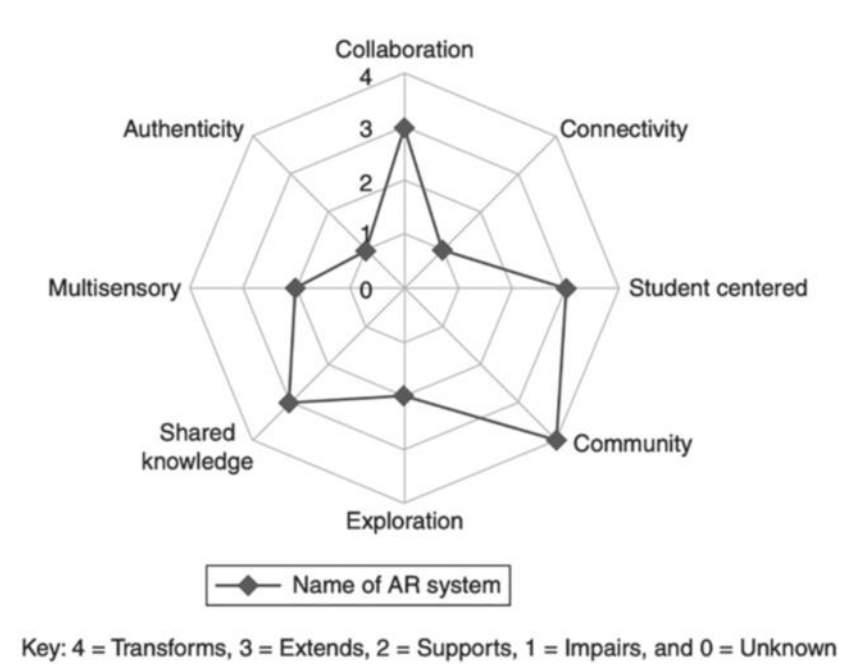 Collaboration
4
Authenticity
3
Connectivity
2
1
Multisensory
0
Student centered
Shared
knowledge
Community
Exploration
Name of AR system
Key: 4 = Transforms, 3 = Extends, 2 = Supports, 1 = Impairs, and 0 = Unknown